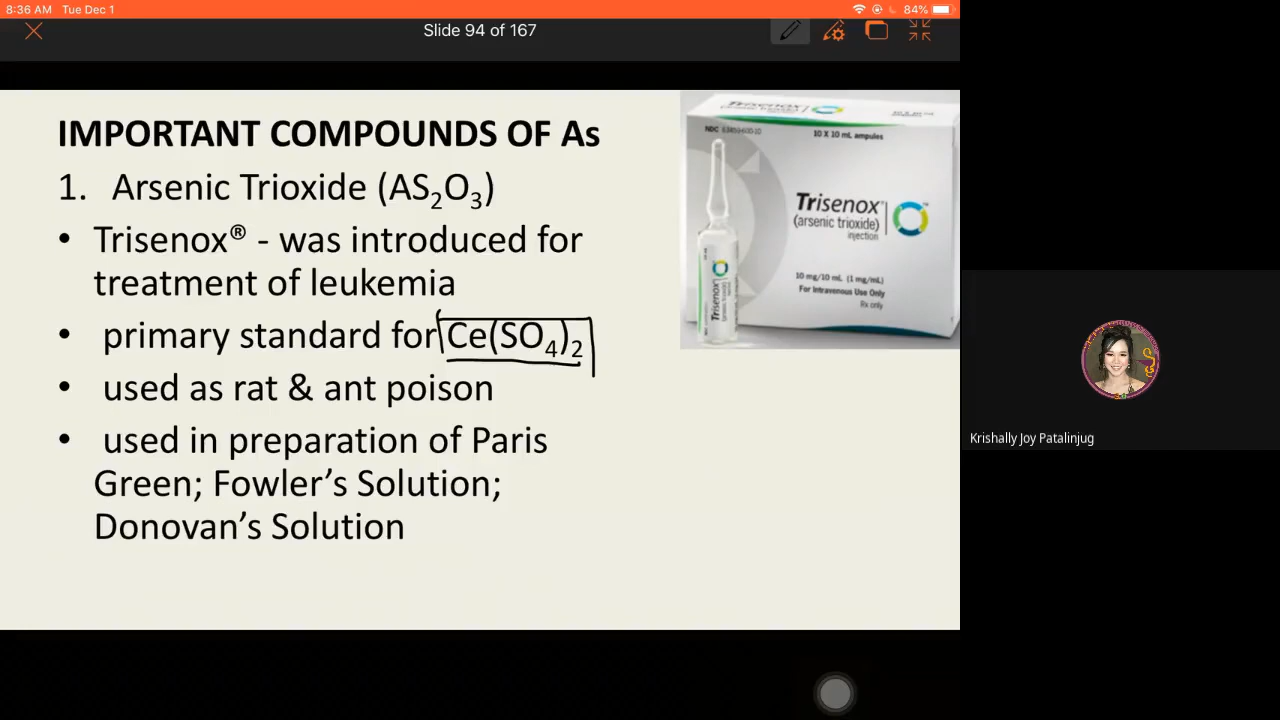 8:36 AM Tue Dec 1
84%
Slide 94 of 167
IMPORTANT COMPOUNDS OF As
1. Arsenic Trioxide (AS₂O₃)
• Trisenox® - was introduced for
treatment of leukemia
• primary standard for Ce(SO₄)₂
• used as rat & ant poison
• used in preparation of Paris
Green; Fowler’s Solution;
Donovan’s Solution
10 X 10 mL ampules
Trisenox™
(arsenic trioxide)
injection
10 mg/10 mL (1 mg/mL)
For Intravenous Use Only
Rx only
Trisenox
Krishally Joy Patalinjug